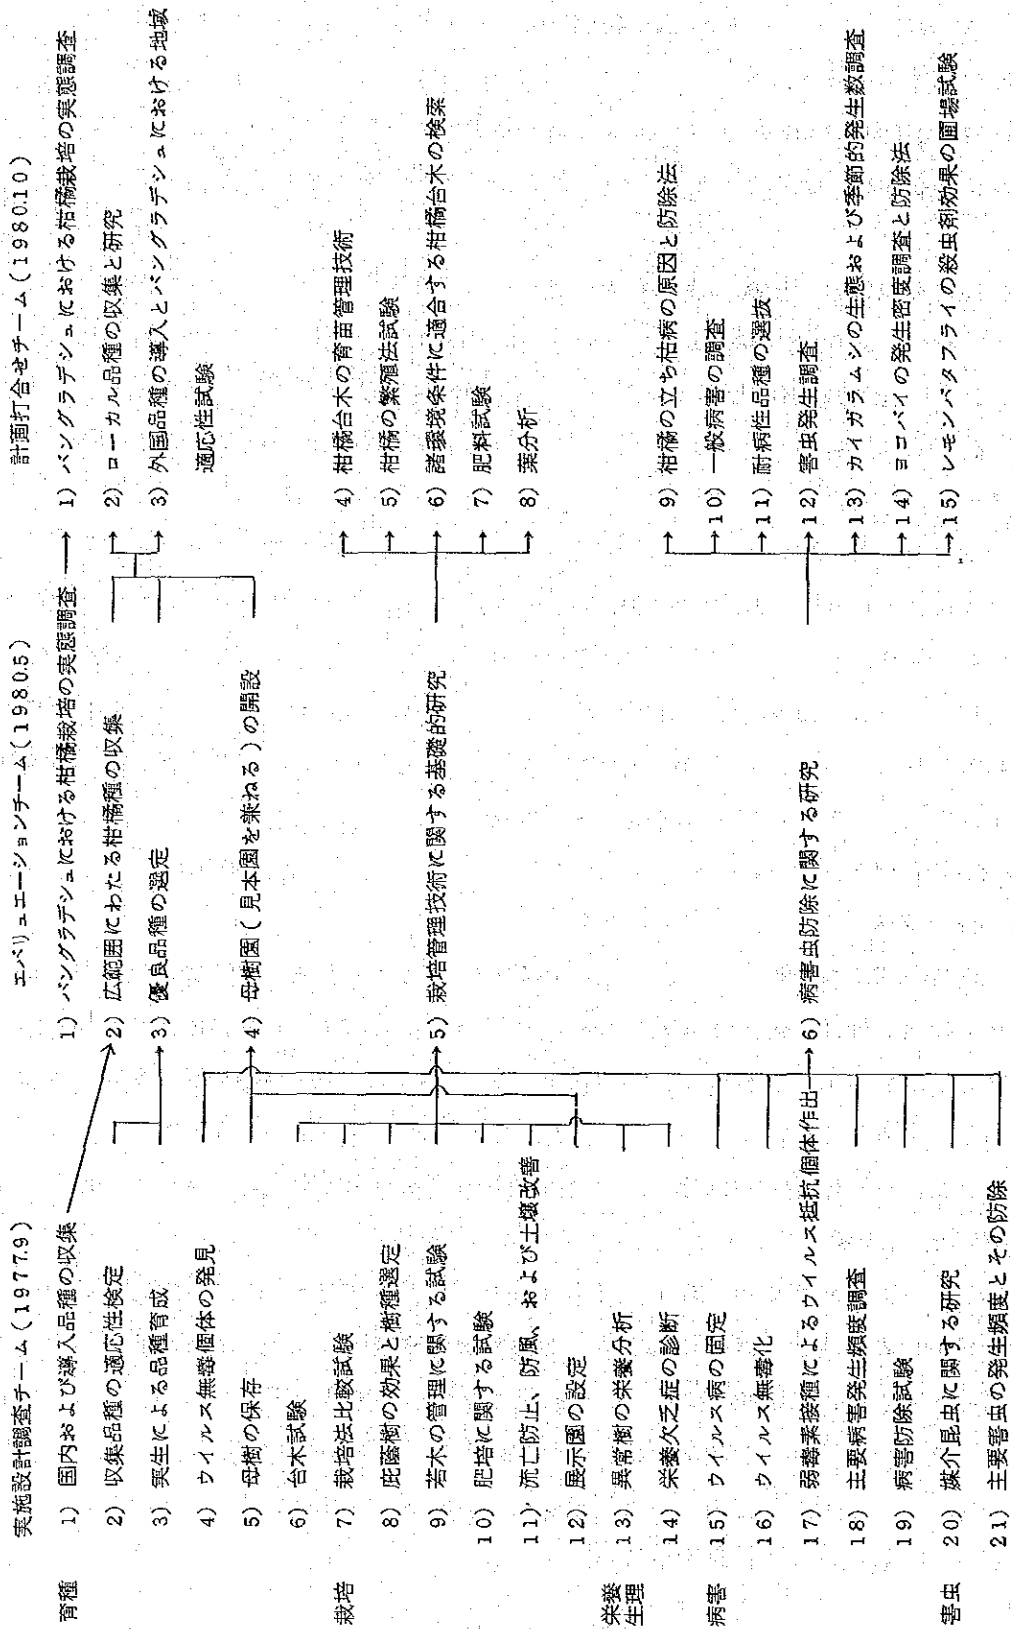 実施設計調査チーム(1977.9)
育種
1) 国内および導入品種の収集
2) 収集品種の適応性検定
3) 実生による品種育成
4) ウイルス無毒個体の発見
5) 母樹の保存
6) 台木試験
栽培
7) 栽培法比較試験
8) 庇蔭樹の効果と樹種選定
9) 若木の管理に関する試験
10) 肥培に関する試験
11) 流亡防止、防風、および土壌改善
12) 展示園の設定
栄養生理
13) 異常樹の栄養分析
14) 栄養欠乏症の診断
病害
15) ウイルス病の固定
16) ウイルス無毒化
17) 弱毒素接種によるウイルス抵抗個体作出
18) 主要病害発生頻度調査
19) 病害防除試験
害虫
20) 媒介昆虫に関する研究
21) 主要害虫の発生頻度とその防除
エバリュエーションチーム(1980.5)
1) バングラデシュにおける柑橘栽培の実態調査
2) 広範囲にわたる柑橘種の収集
3) 優良品種の選定
4) 母樹園(見本園を兼ねる)の開設
5) 栽培管理技術に関する基礎的研究
6) 病害虫防除に関する研究
計画打合せチーム(1980.10)
1) バングラデシュにおける柑橘栽培の実態調査
2) ローカル品種の収集と研究
3) 外国品種の導入とバングラデシュにおける地域
適応性試験
4) 柑橘台木の育苗管理技術
5) 柑橘の繁殖法試験
6) 諸環境条件に適合する柑橘台木の検索
7) 肥料試験
8) 葉分析
9) 柑橘の立ち枯病の原因と防除法
10) 一般病害の調査
11) 耐病性品種の選抜
12) 害虫発生調査
13) カイガラムシの生態および季節的発生数調査
14) ヨコバイの発生密度調査と防除法
15) レモンバタフライの殺虫剤効果の圃場試験